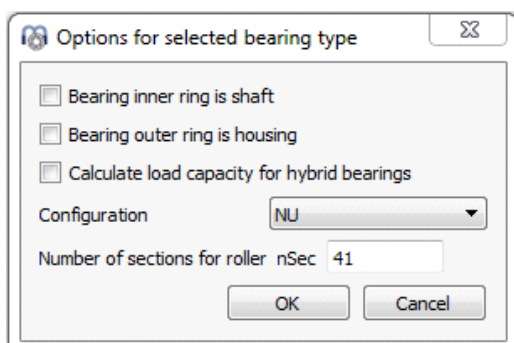 Options for selected bearing type
Bearing inner ring is shaft
Bearing outer ring is housing
Calculate load capacity for hybrid bearings
Configuration NU
Number of sections for roller nSec 41
OK Cancel